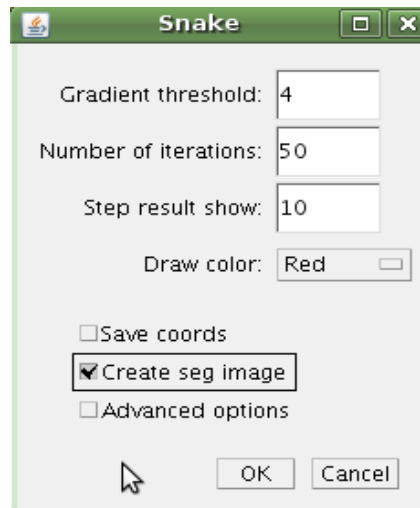 Snake
Gradient threshold: 4
Number of iterations: 50
Step result show: 10
Draw color: Red
Save coords
Create seg image
Advanced options
OK Cancel